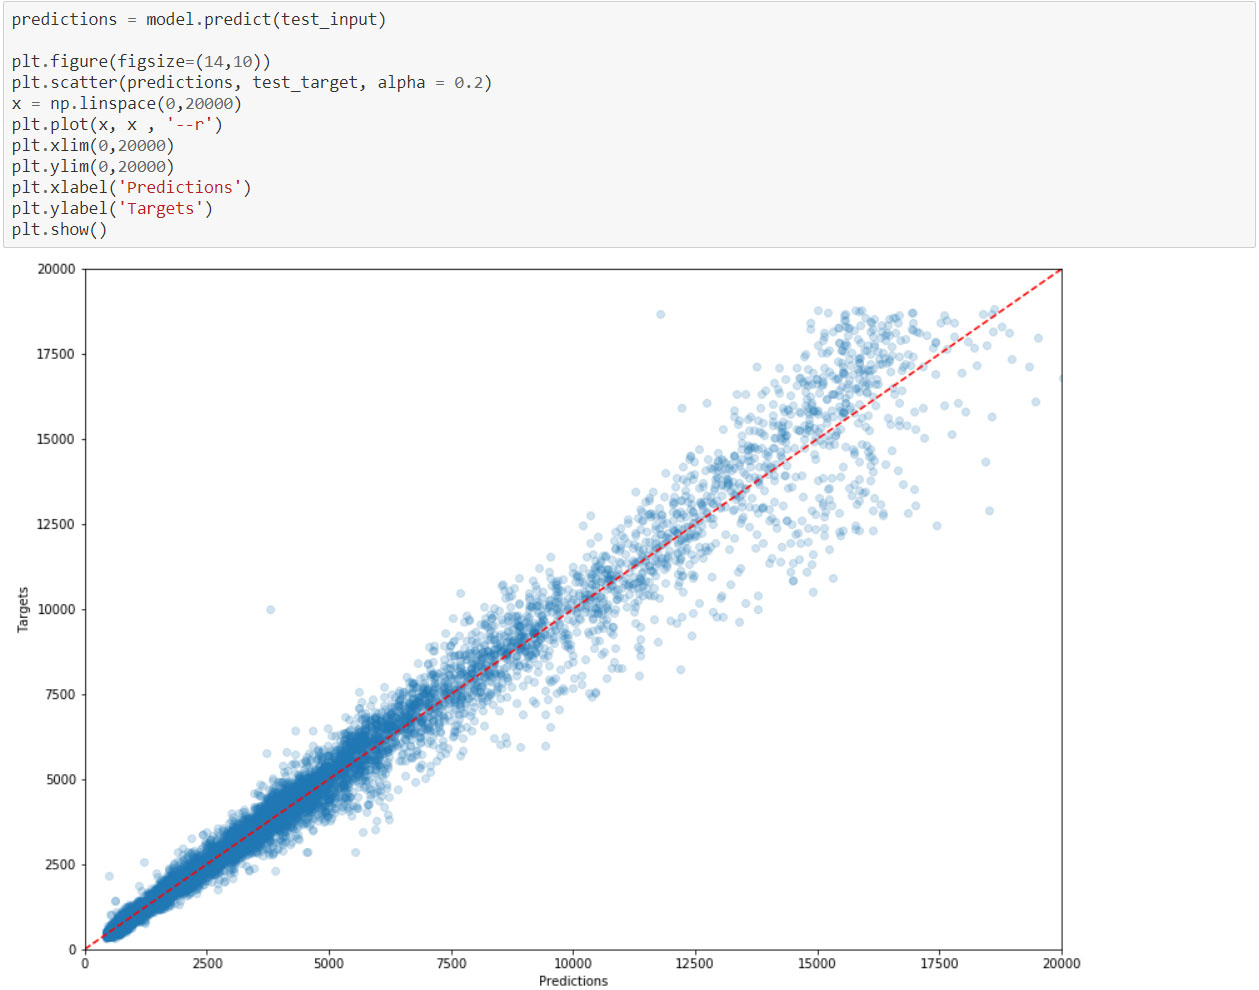 predictions = model.predict(test_input)
plt.figure(figsize=(14,10))
plt.scatter(predictions, test_target, alpha = 0.2)
x = np.linspace(0,20000)
plt.plot(x, x , '--r')
plt.xlim(0,20000)
plt.ylim(0,20000)
plt.xlabel('Predictions')
plt.ylabel('Targets')
plt.show()
20000
17500
15000
12500
10000
7500
5000
2500
0
Targets
0 2500 5000 7500 10000 12500 15000 17500 20000
Predictions